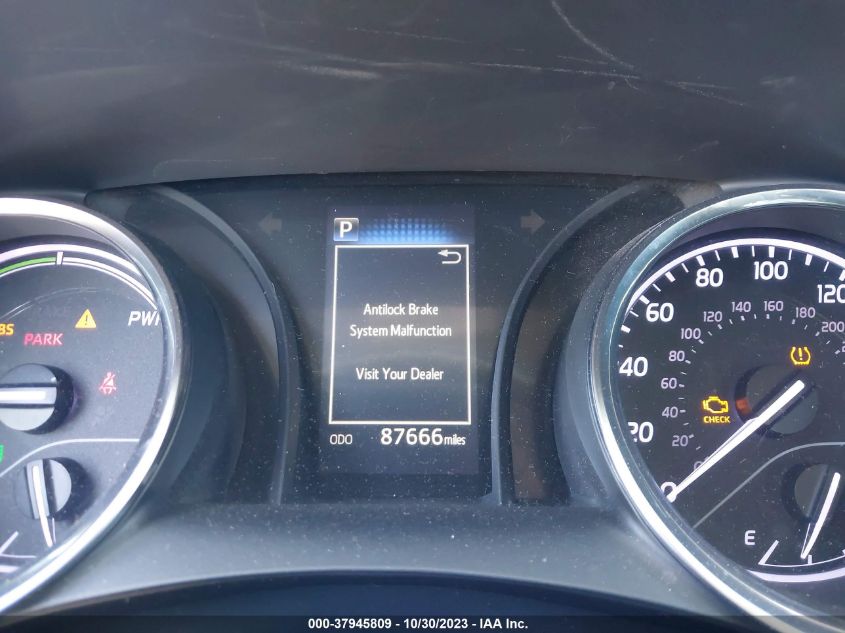 P
Antilock Brake
System Malfunction
Visit Your Dealer
ODO 87666 miles
PARK
CHECK
0 20 40 60 80 100 120
20 40 60 80 100 120 140 160 180 200
E
000-37945809 - 10/30/2023 - IAA Inc.